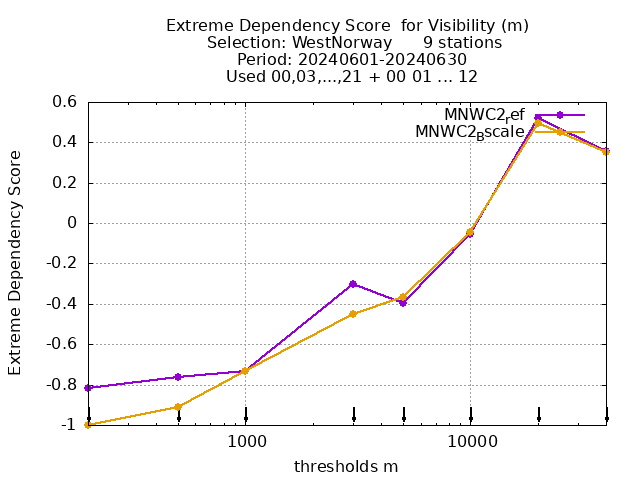 Extreme Dependency Score  for Visibility (m)
Selection: WestNorway      9 stations
Period: 20240601-20240630
Used 00,03,...,21 + 00 01 ... 12
MNWC2ref
MNWC2Bscale
0.6
0.4
0.2
0
-0.2
-0.4
-0.6
-0.8
-1
Extreme Dependency Score
1000
10000
thresholds m